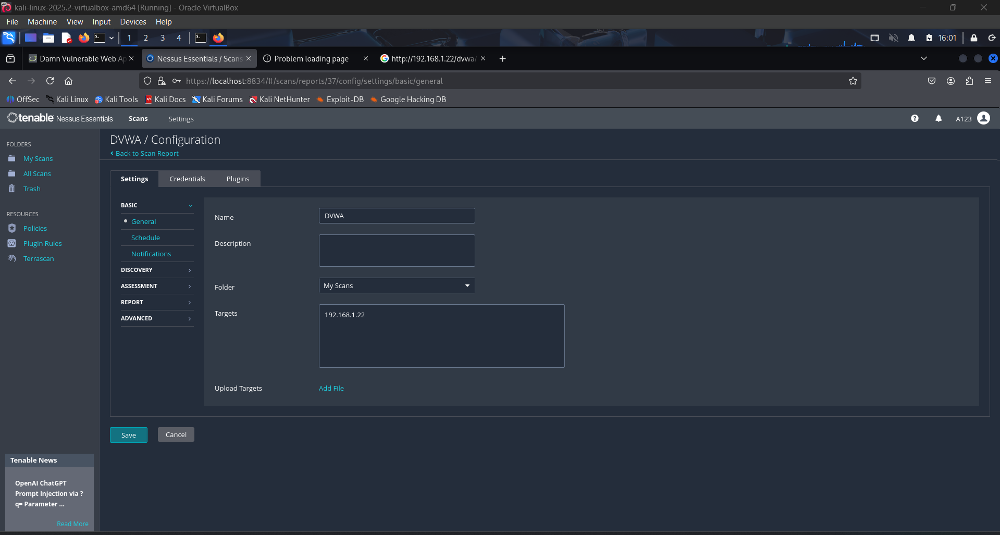 kali-linux-2025.2-virtualbox-amd64 [Running] - Oracle VirtualBox
File Machine View Input Devices Help
1 2 3 4 16:01
Damn Vulnerable Web Ap Nessus Essentials / Scans Problem loading page http://192.168.1.22/dvwa/
https://localhost:8834/#/scans/reports/37/config/settings/basic/general
OffSec Kali Linux Kali Tools Kali Docs Kali Forums Kali NetHunter Exploit-DB Google Hacking DB
tenable Nessus Essentials Scans Settings A123
FOLDERS
My Scans
All Scans
Trash
RESOURCES
Policies
Plugin Rules
Terrascan
Tenable News
OpenAI ChatGPT
Prompt Injection via ?
q= Parameter ...
Read More
DVWA / Configuration
Back to Scan Report
Settings Credentials Plugins
BASIC
General
Schedule
Notifications
DISCOVERY
ASSESSMENT
REPORT
ADVANCED
Name DVWA
Description
Folder My Scans
Targets 192.168.1.22
Upload Targets Add File
Save Cancel